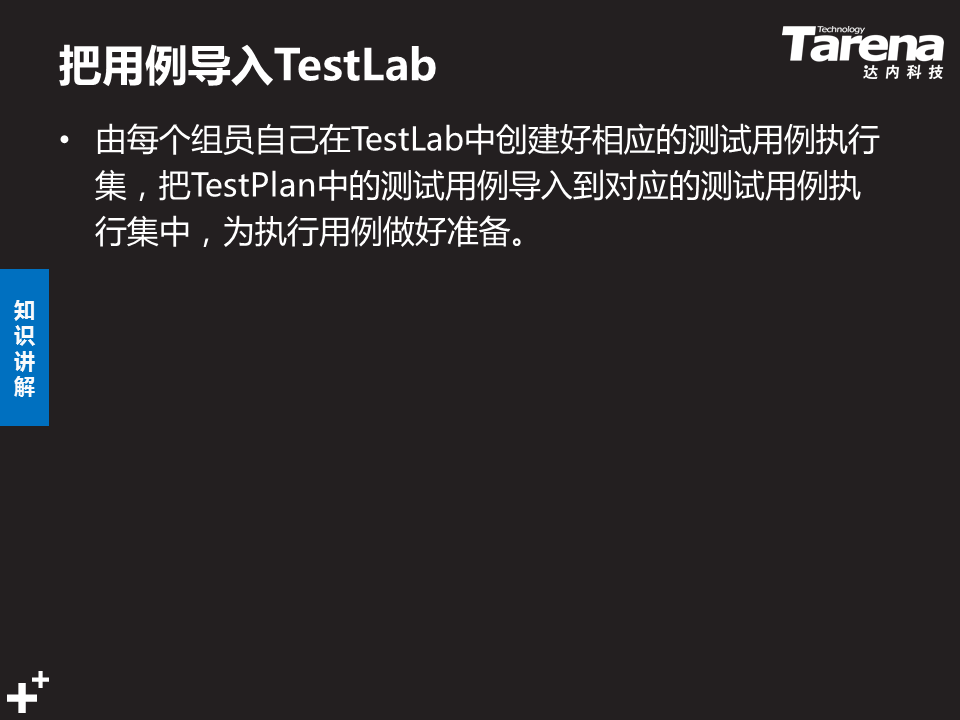 把用例导入TestLab
Technology
Tarena
达内科技
• 由每个组员自己在TestLab中创建好相应的测试用例执行
集，把TestPlan中的测试用例导入到对应的测试用例执
行集中，为执行用例做好准备。
知
识
讲
解